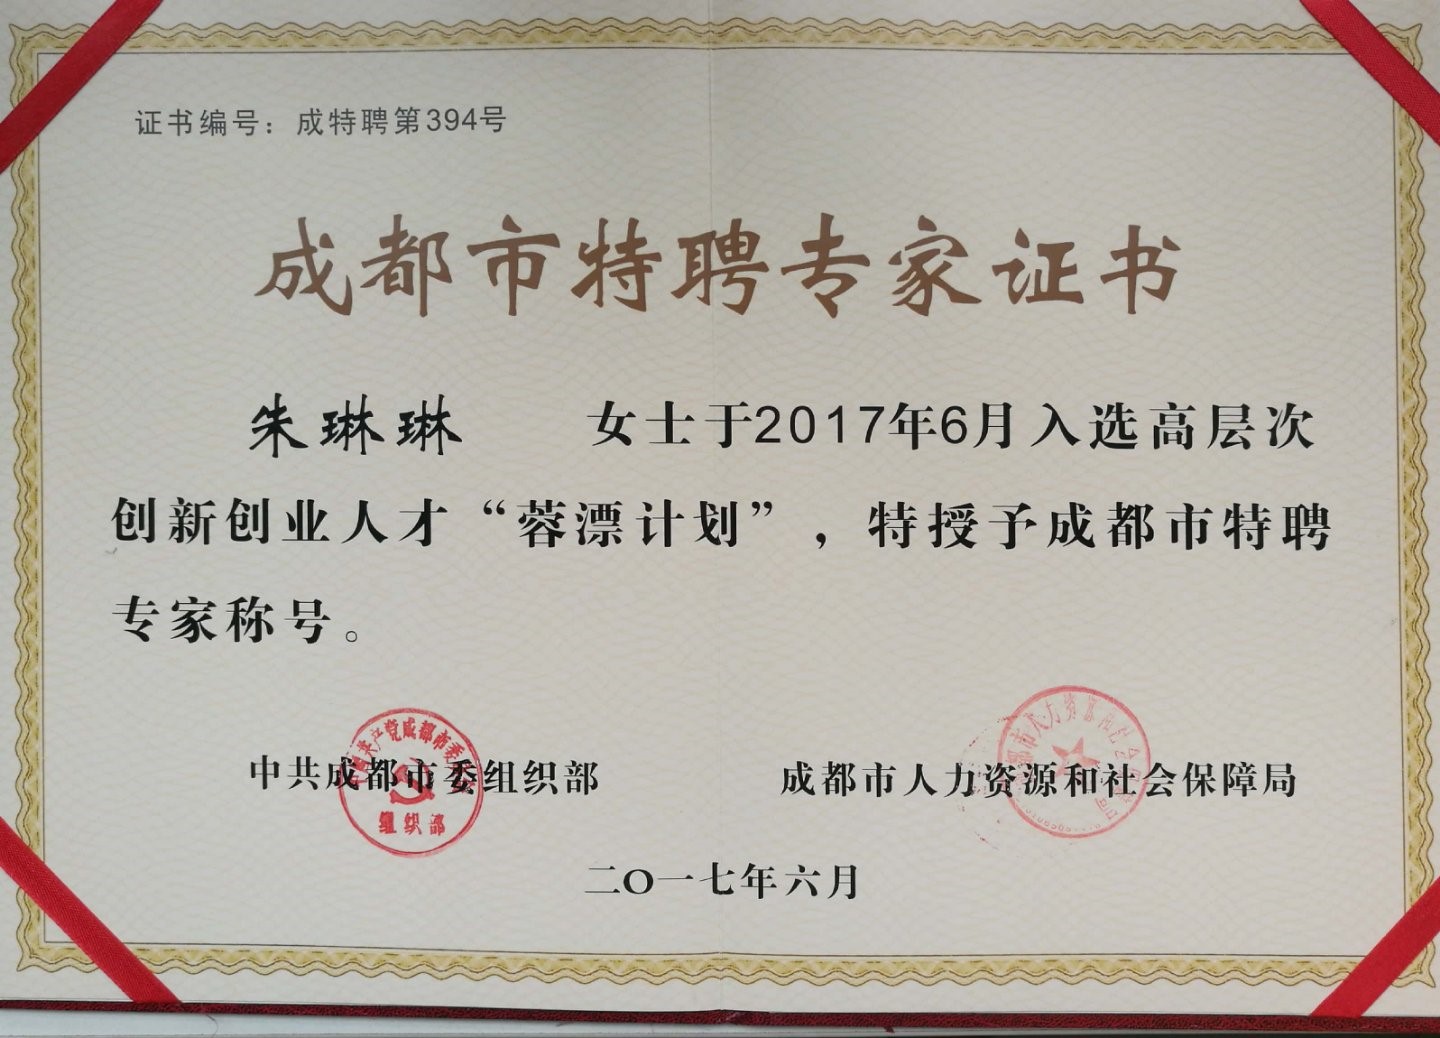 证书编号：成特聘第394号
成都市特聘专家证书
朱琳琳 女士于2017年6月入选高层次
创新创业人才“蓉漂计划”，特授予成都市特聘
专家称号。
中共成都市委组织部 成都市人力资源和社会保障局
组织部
二〇一七年六月